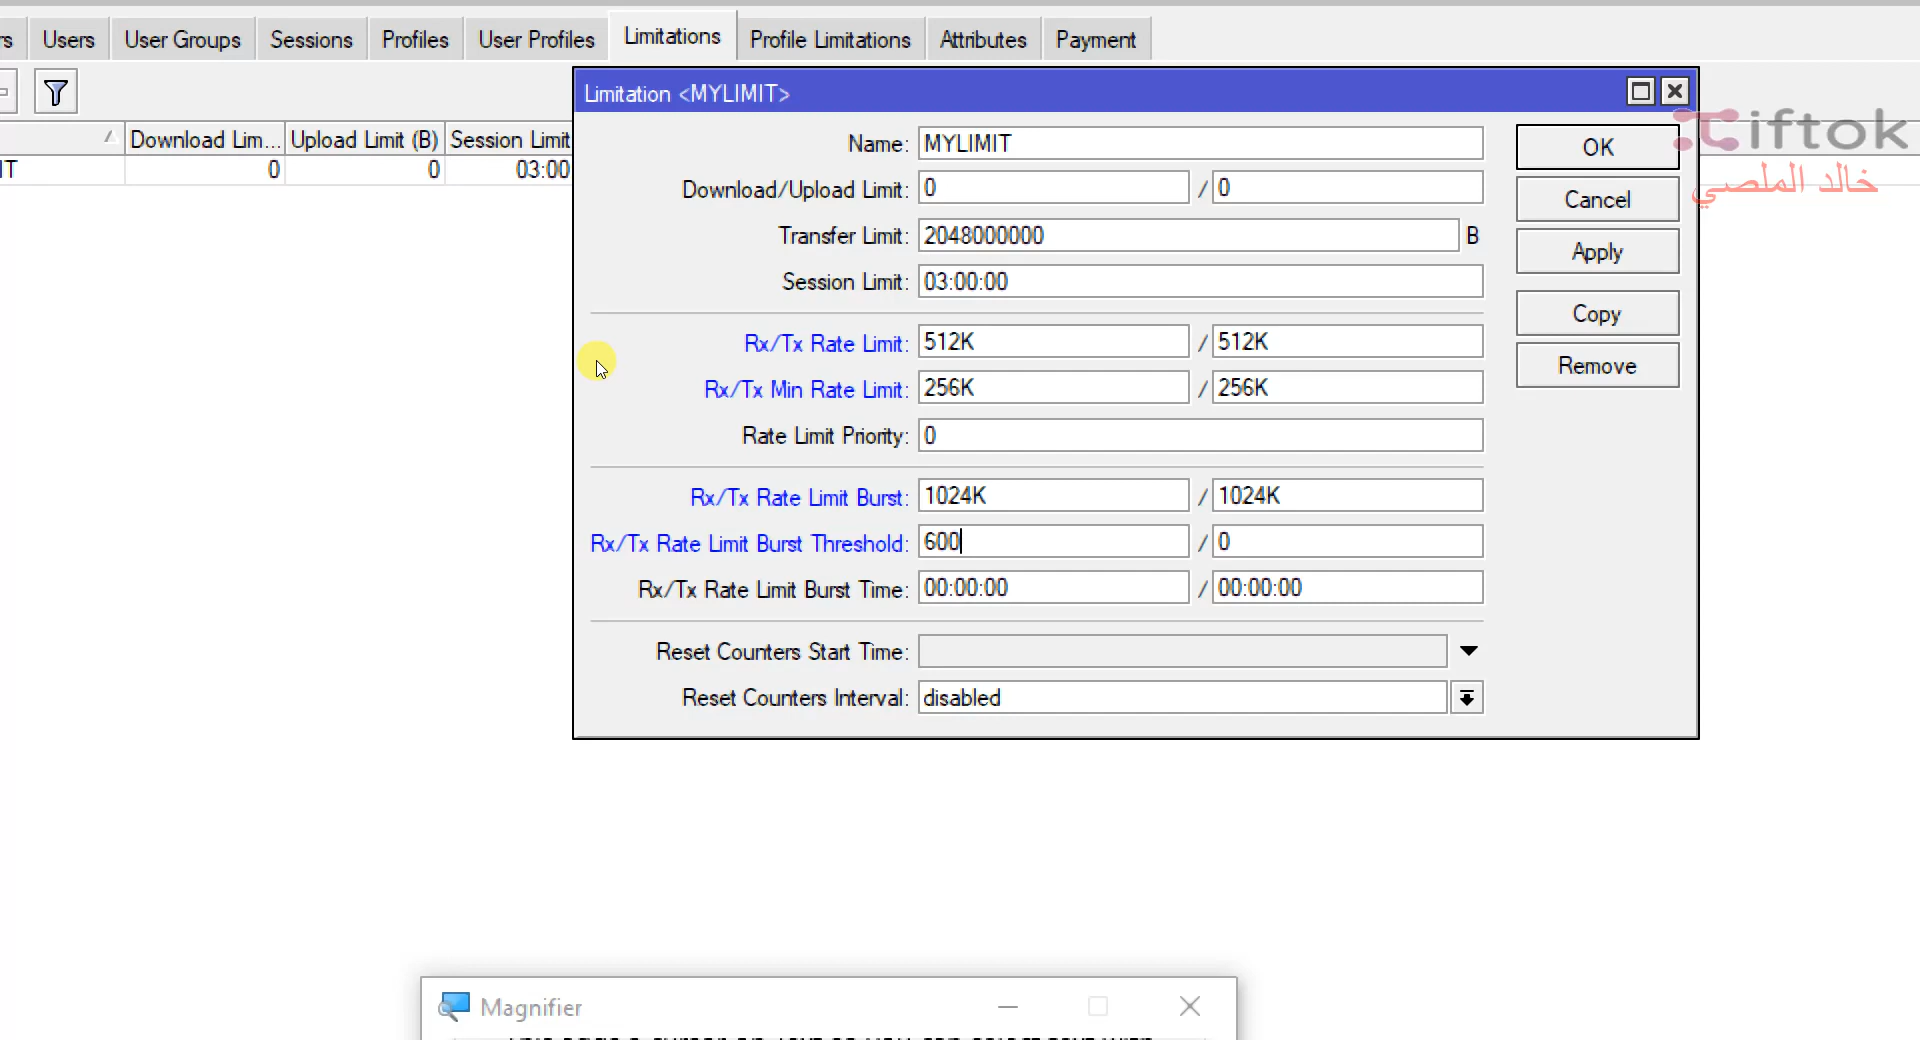 Users User Groups Sessions Profiles User Profiles Limitations Profile Limitations Attributes Payment
Limitation <MYLIMIT>
iftok
خالد الملصي
Download Lim... Upload Limit (B) Session Limit
IT 0 0 03:00
Name: MYLIMIT
Download/Upload Limit: 0 / 0
Transfer Limit: 2048000000 B
Session Limit: 03:00:00
Rx/Tx Rate Limit: 512K / 512K
Rx/Tx Min Rate Limit: 256K / 256K
Rate Limit Priority: 0
Rx/Tx Rate Limit Burst: 1024K / 1024K
Rx/Tx Rate Limit Burst Threshold: 600 / 0
Rx/Tx Rate Limit Burst Time: 00:00:00 / 00:00:00
Reset Counters Start Time:
Reset Counters Interval: disabled
OK
Cancel
Apply
Copy
Remove
Magnifier